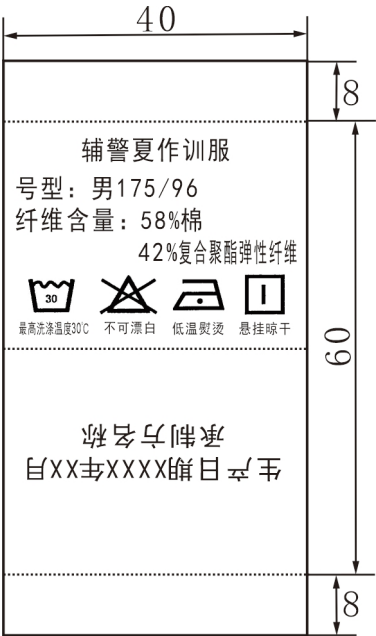 40
8
辅警夏作训服
号型：男175/96
纤维含量：58%棉
42%复合聚酯弹性纤维
30
最高洗涤温度30℃ 不可漂白 低温熨烫 悬挂晾干
60
承制方名称
生产日期XXXX年XX月
8